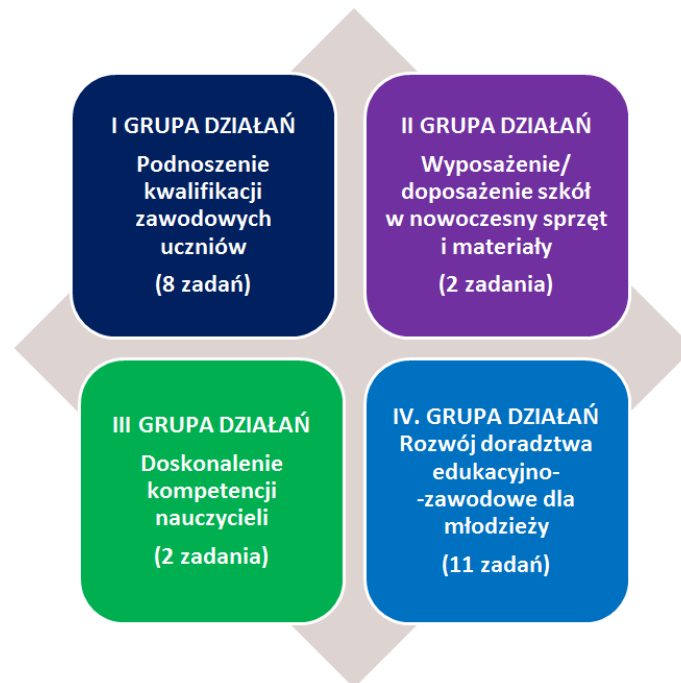 I GRUPA DZIAŁAŃ
Podnoszenie
kwalifikacji
zawodowych
uczniów
(8 zadań)
II GRUPA DZIAŁAŃ
Wyposażenie/
doposażenie szkół
w nowoczesny sprzęt
i materiały
(2 zadania)
III GRUPA DZIAŁAŃ
Doskonalenie
kompetencji
nauczycieli
(2 zadania)
IV. GRUPA DZIAŁAŃ
Rozwój doradztwa
edukacyjno-
-zawodowe dla
młodzieży
(11 zadań)